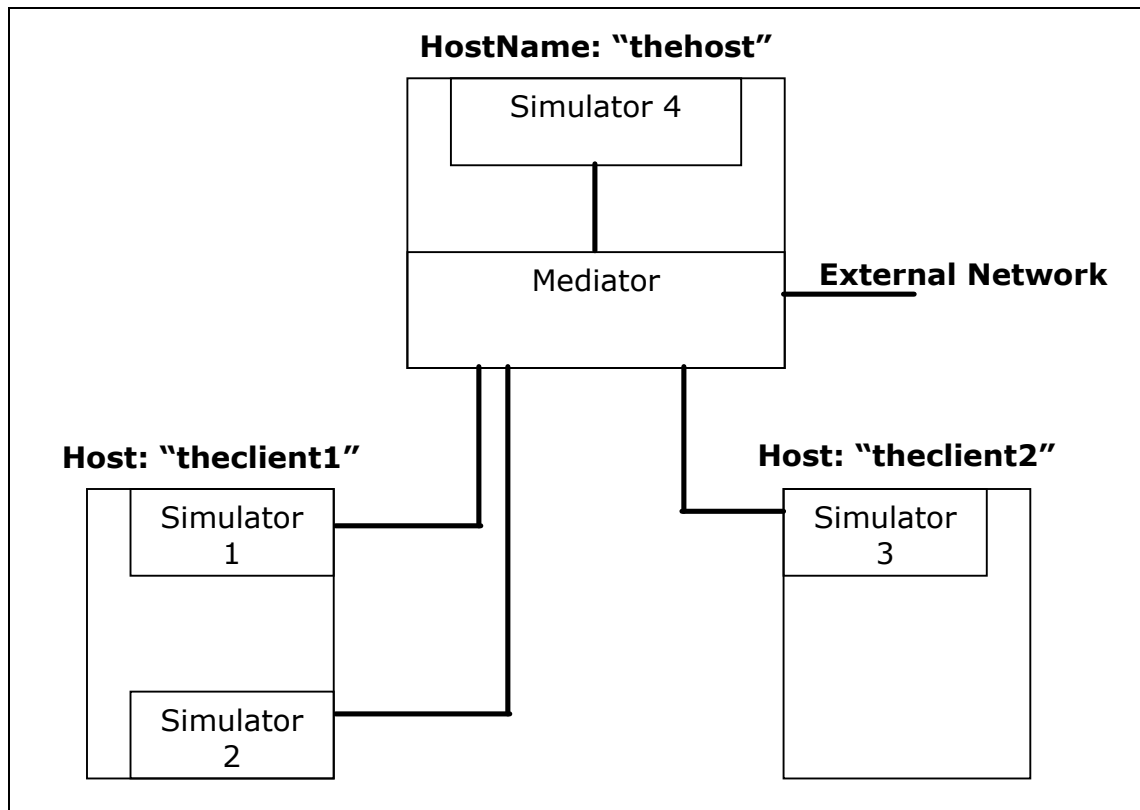 HostName: “thehost”
Simulator 4
Mediator
External Network
Host: “theclient1”
Simulator
1
Simulator
2
Host: “theclient2”
Simulator
3